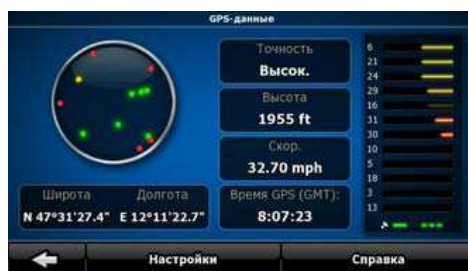 GPS-данные
Точность
Высок.
Высота
1955 ft
Скор.
32.70 mph
Широта Долгота
N 47°31'27.4" E 12°11'22.7"
Время GPS (GMT):
8:07:23
6
21
24
29
16
31
30
10
5
18
3
13
Настройки
Справка